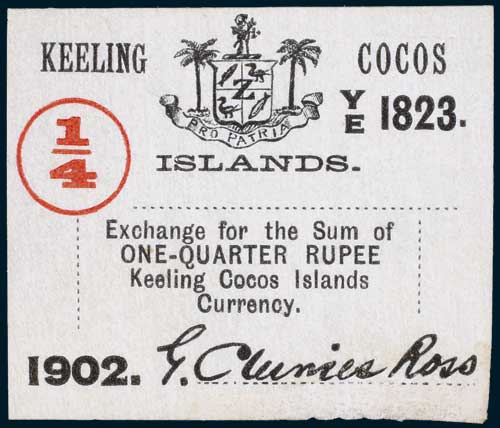 KEELING COCOS
Z
PRO PATRIA
YE 1823.
ISLANDS.
1/4
Exchange for the Sum of
ONE-QUARTER RUPEE
Keeling Cocos Islands
Currency.
1902. G. Clunies Ross